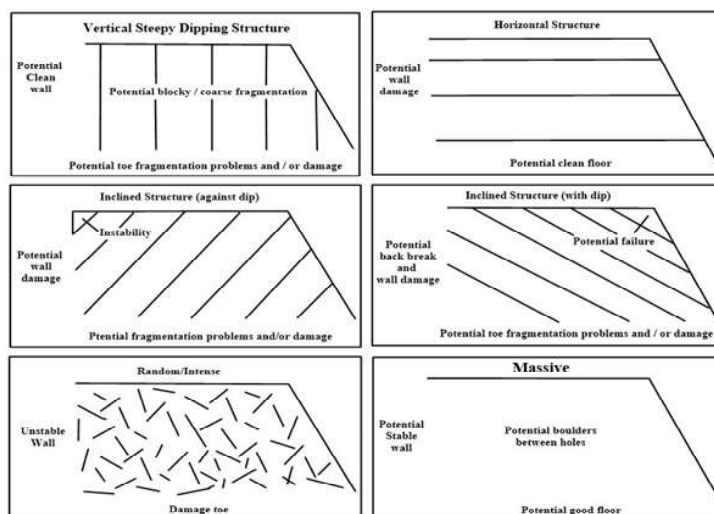 Vertical Steepy Dipping Structure
Potential
Clean
wall
Potential blocky / coarse fragmentation
Potential toe fragmentation problems and / or damage
Horizontal Structure
Potential
wall
damage
Potential clean floor
Inclined Structure (against dip)
Instability
Potential
wall
damage
Ptential fragmentation problems and/or damage
Inclined Structure (with dip)
Potential failure
Potential
back break
and
wall damage
Potential toe fragmentation problems and / or damage
Random/Intense
Unstable
Wall
Damage toe
Massive
Potential
Stable
wall
Potential boulders
between holes
Potential good floor